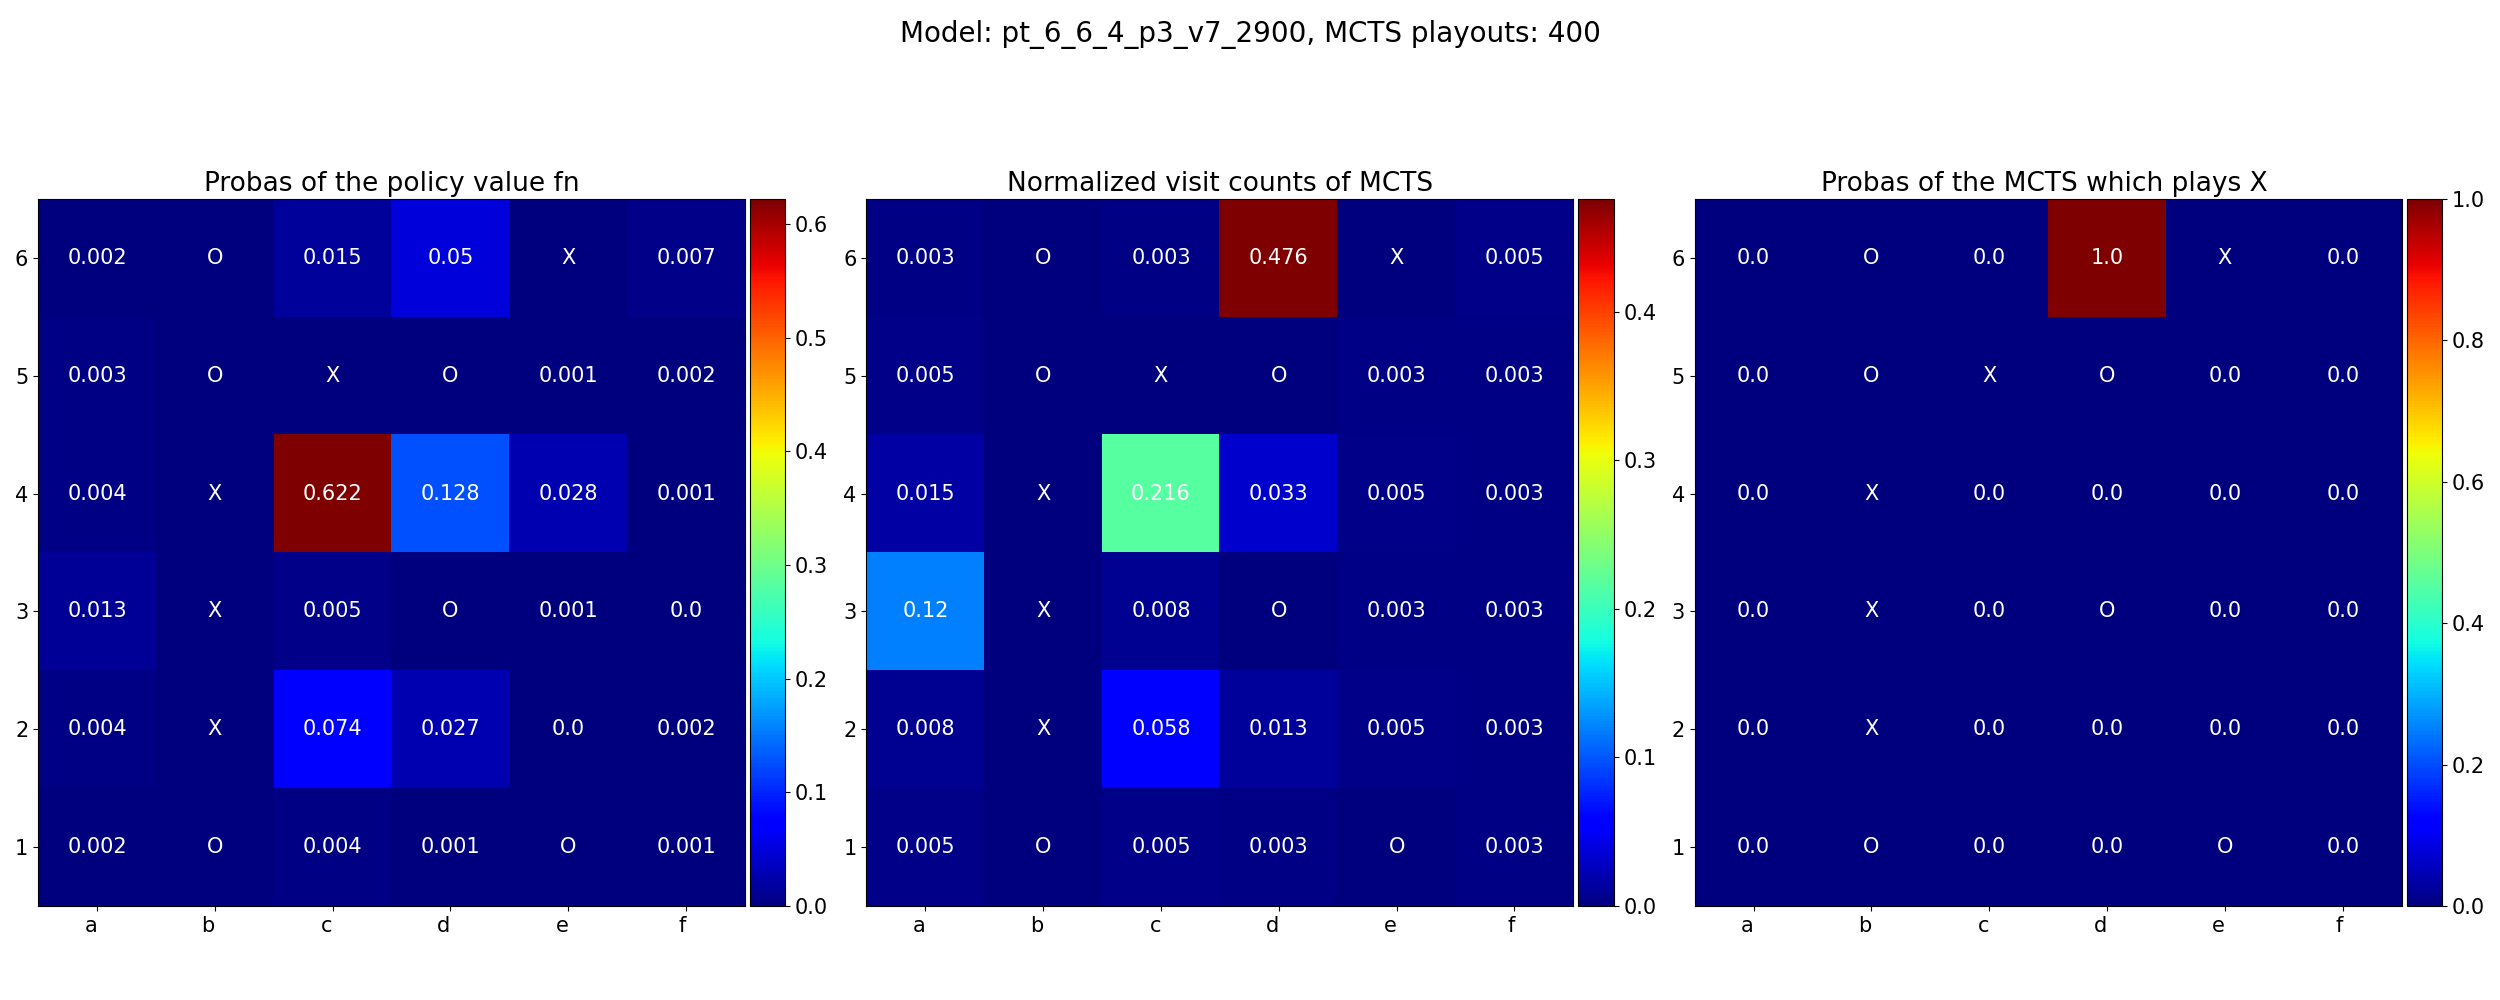 Model: pt_6_6_4_p3_v7_2900, MCTS playouts: 400
Probas of the policy value fn
6 0.002 O 0.015 0.05 X 0.007
5 0.003 O X O 0.001 0.002
4 0.004 X 0.622 0.128 0.028 0.001
3 0.013 X 0.005 O 0.001 0.0
2 0.004 X 0.074 0.027 0.0 0.002
1 0.002 O 0.004 0.001 O 0.001
a b c d e f
0.6
0.5
0.4
0.3
0.2
0.1
0.0
Normalized visit counts of MCTS
6 0.003 O 0.003 0.476 X 0.005
5 0.005 O X O 0.003 0.003
4 0.015 X 0.216 0.033 0.005 0.003
3 0.12 X 0.008 O 0.003 0.003
2 0.008 X 0.058 0.013 0.005 0.003
1 0.005 O 0.005 0.003 O 0.003
a b c d e f
0.4
0.3
0.2
0.1
0.0
Probas of the MCTS which plays X
6 0.0 O 0.0 1.0 X 0.0
5 0.0 O X O 0.0 0.0
4 0.0 X 0.0 0.0 0.0 0.0
3 0.0 X 0.0 O 0.0 0.0
2 0.0 X 0.0 0.0 0.0 0.0
1 0.0 O 0.0 0.0 O 0.0
a b c d e f
1.0
0.8
0.6
0.4
0.2
0.0